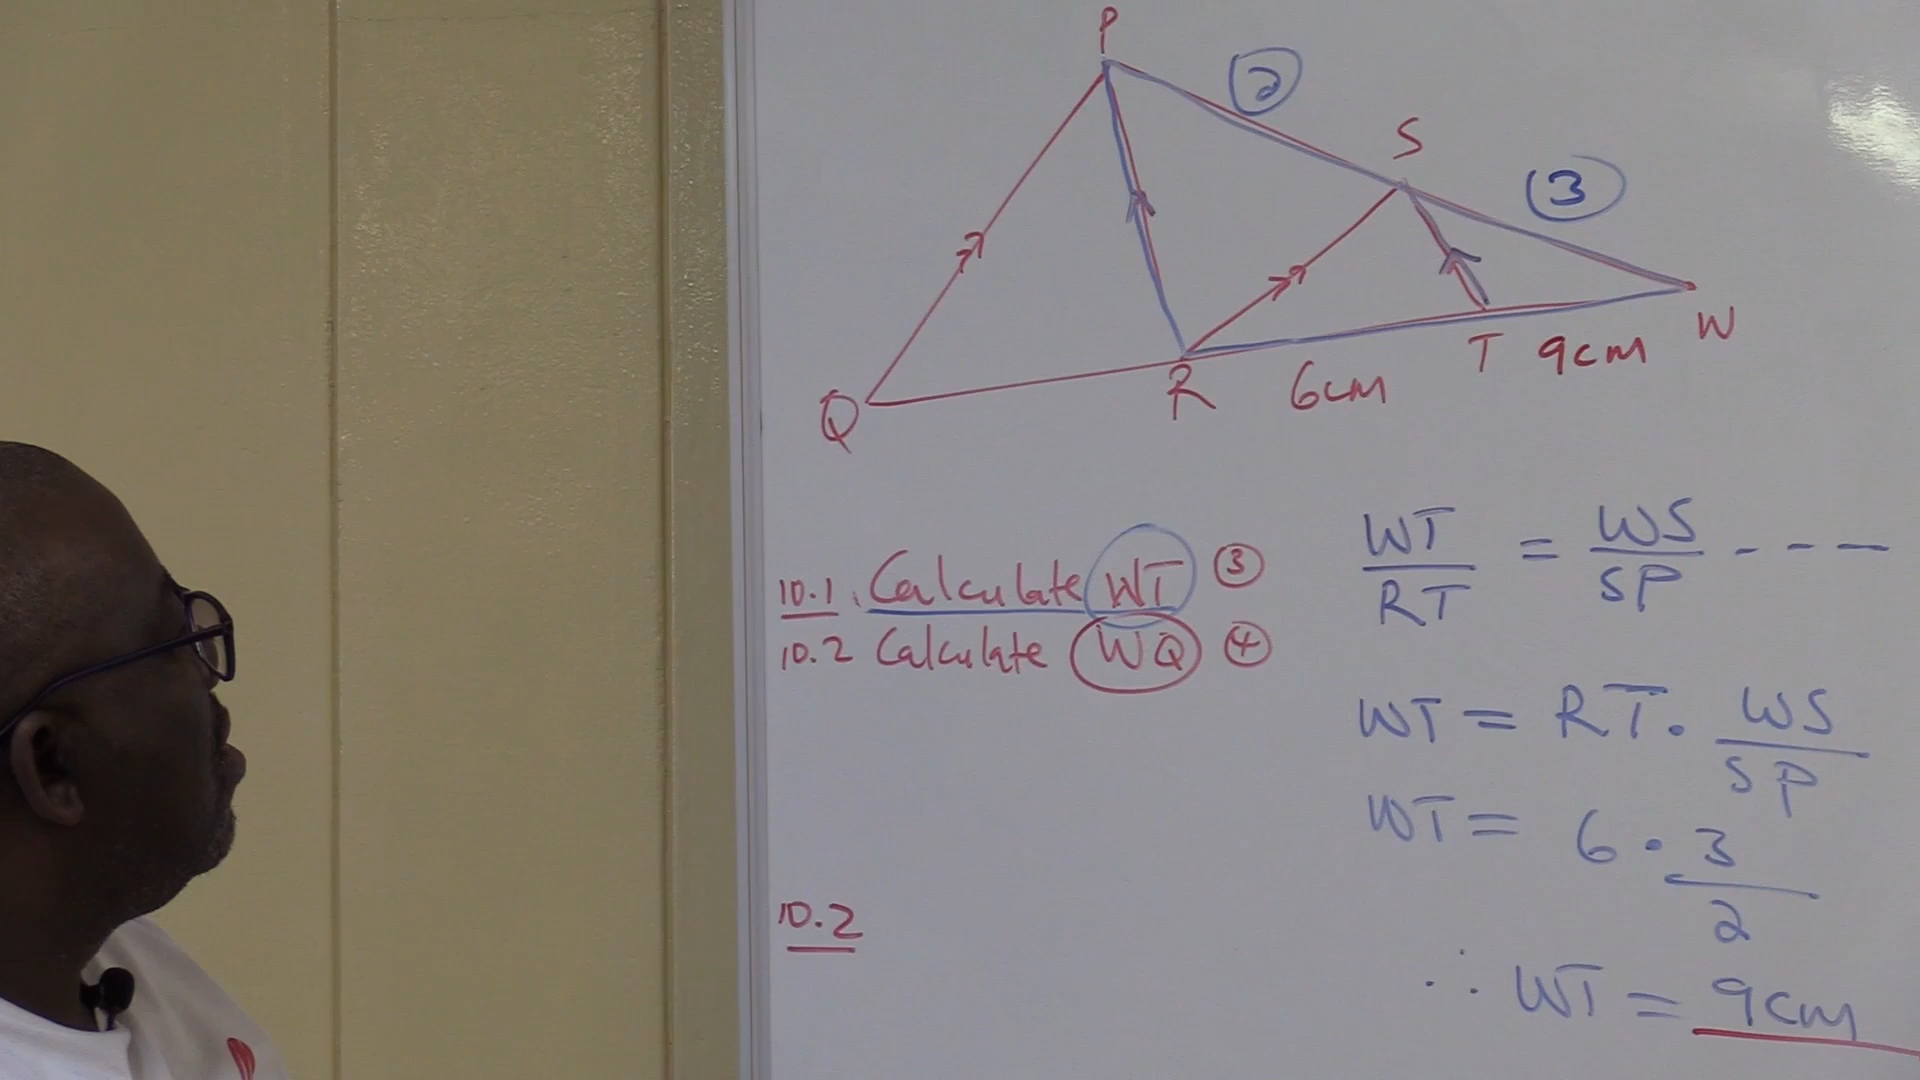 P
2
S
3
W
Q
R
6cm
T
9cm
10.1. Calculate WT ③
10.2 Calculate WQ ④
WT/RT = WS/SP - - -
WT = RT · WS/SP
WT = 6 · 3/2
∴ WT = 9cm
10.2